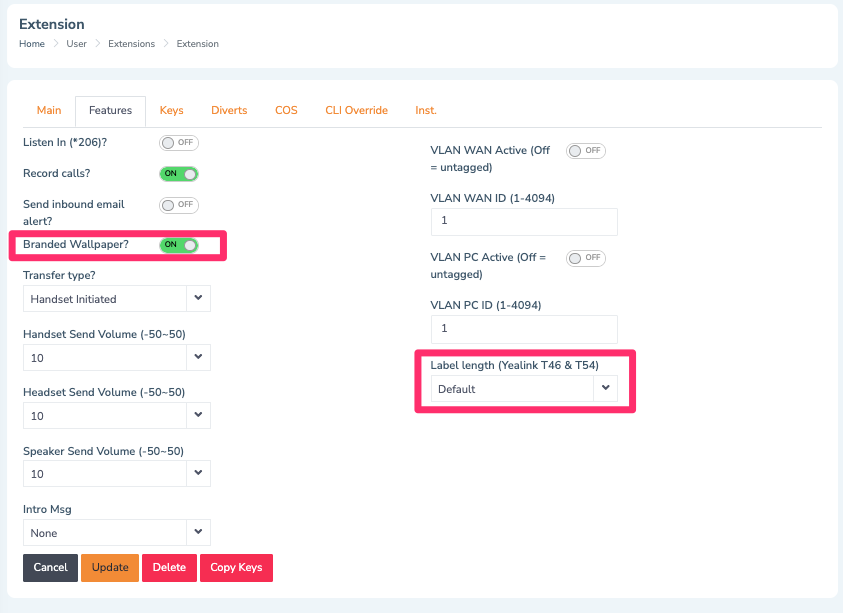 Extension
Home User Extensions Extension
Main Features Keys Diverts COS CLI Override Inst.
Listen In (*206)? OFF
Record calls? ON
Send inbound email
alert? OFF
Branded Wallpaper? ON
Transfer type?
Handset Initiated
Handset Send Volume (-50~50)
10
Headset Send Volume (-50~50)
10
Speaker Send Volume (-50~50)
10
Intro Msg
None
VLAN WAN Active (Off
= untagged) OFF
VLAN WAN ID (1-4094)
1
VLAN PC Active (Off =
untagged) OFF
VLAN PC ID (1-4094)
1
Label length (Yealink T46 & T54)
Default
Cancel Update Delete Copy Keys